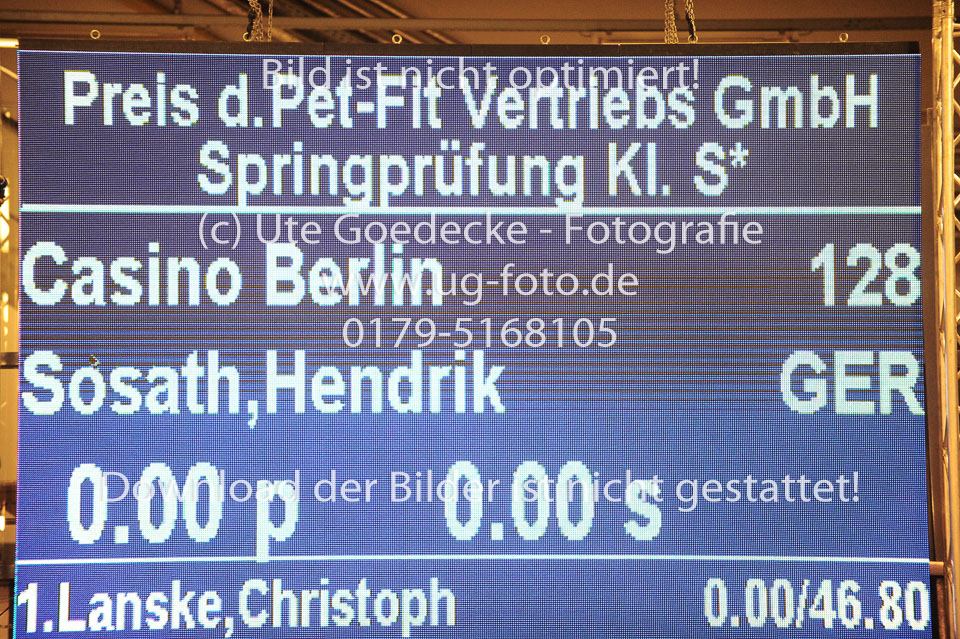 Bild ist nicht optimiert!
Preis d.Pet-Fit Vertriebs GmbH
Springprüfung Kl. S*
(c) Ute Goedecke - Fotografie
Casino Berlin 128
www.ug-foto.de
0179-5168105
Sosath,Hendrik GER
Download der Bilder ist nicht gestattet!
0.00 p 0.00 s
1.Lanske,Christoph 0.00/46.80